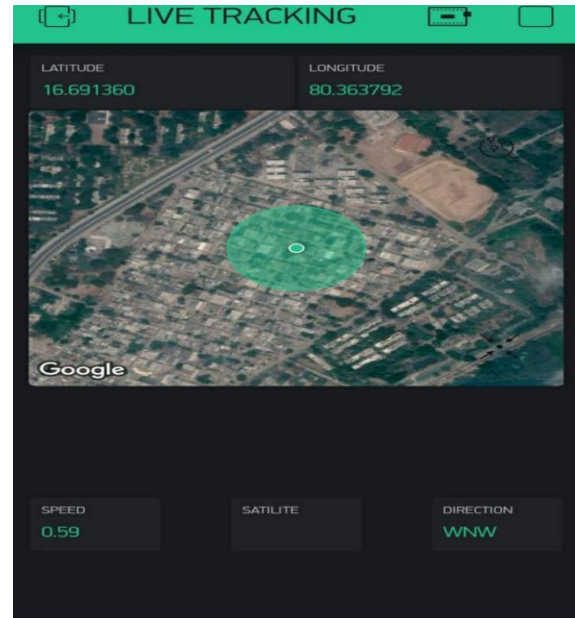 LIVE TRACKING
LATITUDE
16.691360
LONGITUDE
80.363792
Google
SPEED
0.59
SATILITE
DIRECTION
WNW